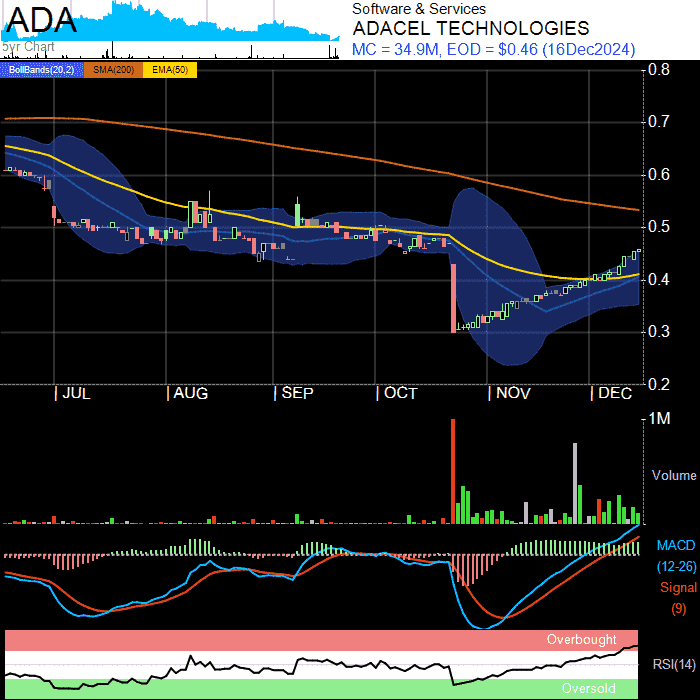 ADA
5yr Chart
Software & Services
ADACEL TECHNOLOGIES
MC = 34.9M, EOD = $0.46 (16Dec2024)
BollBands(20,2) SMA(200) EMA(50)
0.8
0.7
0.6
0.5
0.4
0.3
0.2
| JUL | AUG | SEP | OCT | NOV | DEC
1M
Volume
MACD
(12-26)
Signal
(9)
Overbought
RSI(14)
Oversold